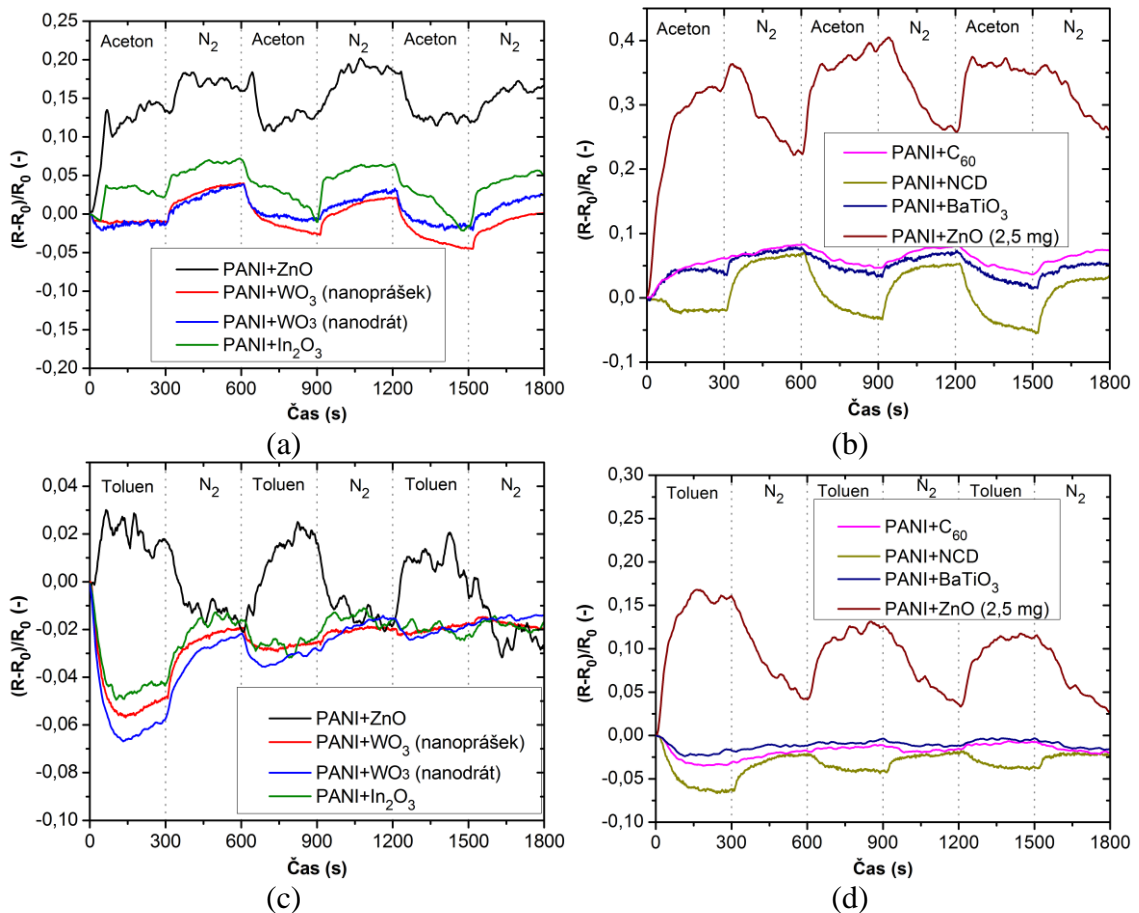 Aceton N₂ Aceton N₂ Aceton N₂
0,25
0,20
0,15
0,10
0,05
0,00
-0,05
-0,10
-0,15
-0,20
(R-R₀)/R₀ (-)
PANI+ZnO
PANI+WO₃ (nanoprášek)
PANI+WO₃ (nanodrát)
PANI+In₂O₃
0 300 600 900 1200 1500 1800
Čas (s)
(a)
Aceton N₂ Aceton N₂ Aceton N₂
0,4
0,3
0,2
0,1
0,0
-0,1
(R-R₀)/R₀ (-)
PANI+C₆₀
PANI+NCD
PANI+BaTiO₃
PANI+ZnO (2,5 mg)
0 300 600 900 1200 1500 1800
Čas (s)
(b)
Toluen N₂ Toluen N₂ Toluen N₂
0,04
0,02
0,00
-0,02
-0,04
-0,06
-0,08
-0,10
(R-R₀)/R₀ (-)
PANI+ZnO
PANI+WO₃ (nanoprášek)
PANI+WO₃ (nanodrát)
PANI+In₂O₃
0 300 600 900 1200 1500 1800
Čas (s)
(c)
Toluen N₂ Toluen N₂ Toluen N₂
0,30
0,25
0,20
0,15
0,10
0,05
0,00
-0,05
-0,10
(R-R₀)/R₀ (-)
PANI+C₆₀
PANI+NCD
PANI+BaTiO₃
PANI+ZnO (2,5 mg)
0 300 600 900 1200 1500 1800
Čas (s)
(d)